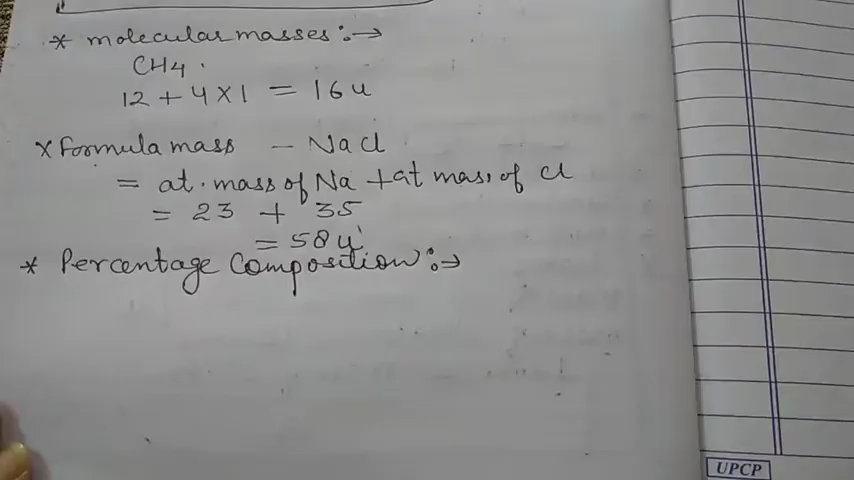 * molecular masses :→
CH4.
12 + 4 X 1 = 16 u
x Formula mass - NaCl
= at. mass of Na + at mass. of Cl
= 23 + 35
= 58 u
* Percentage Composition :→
UPCP